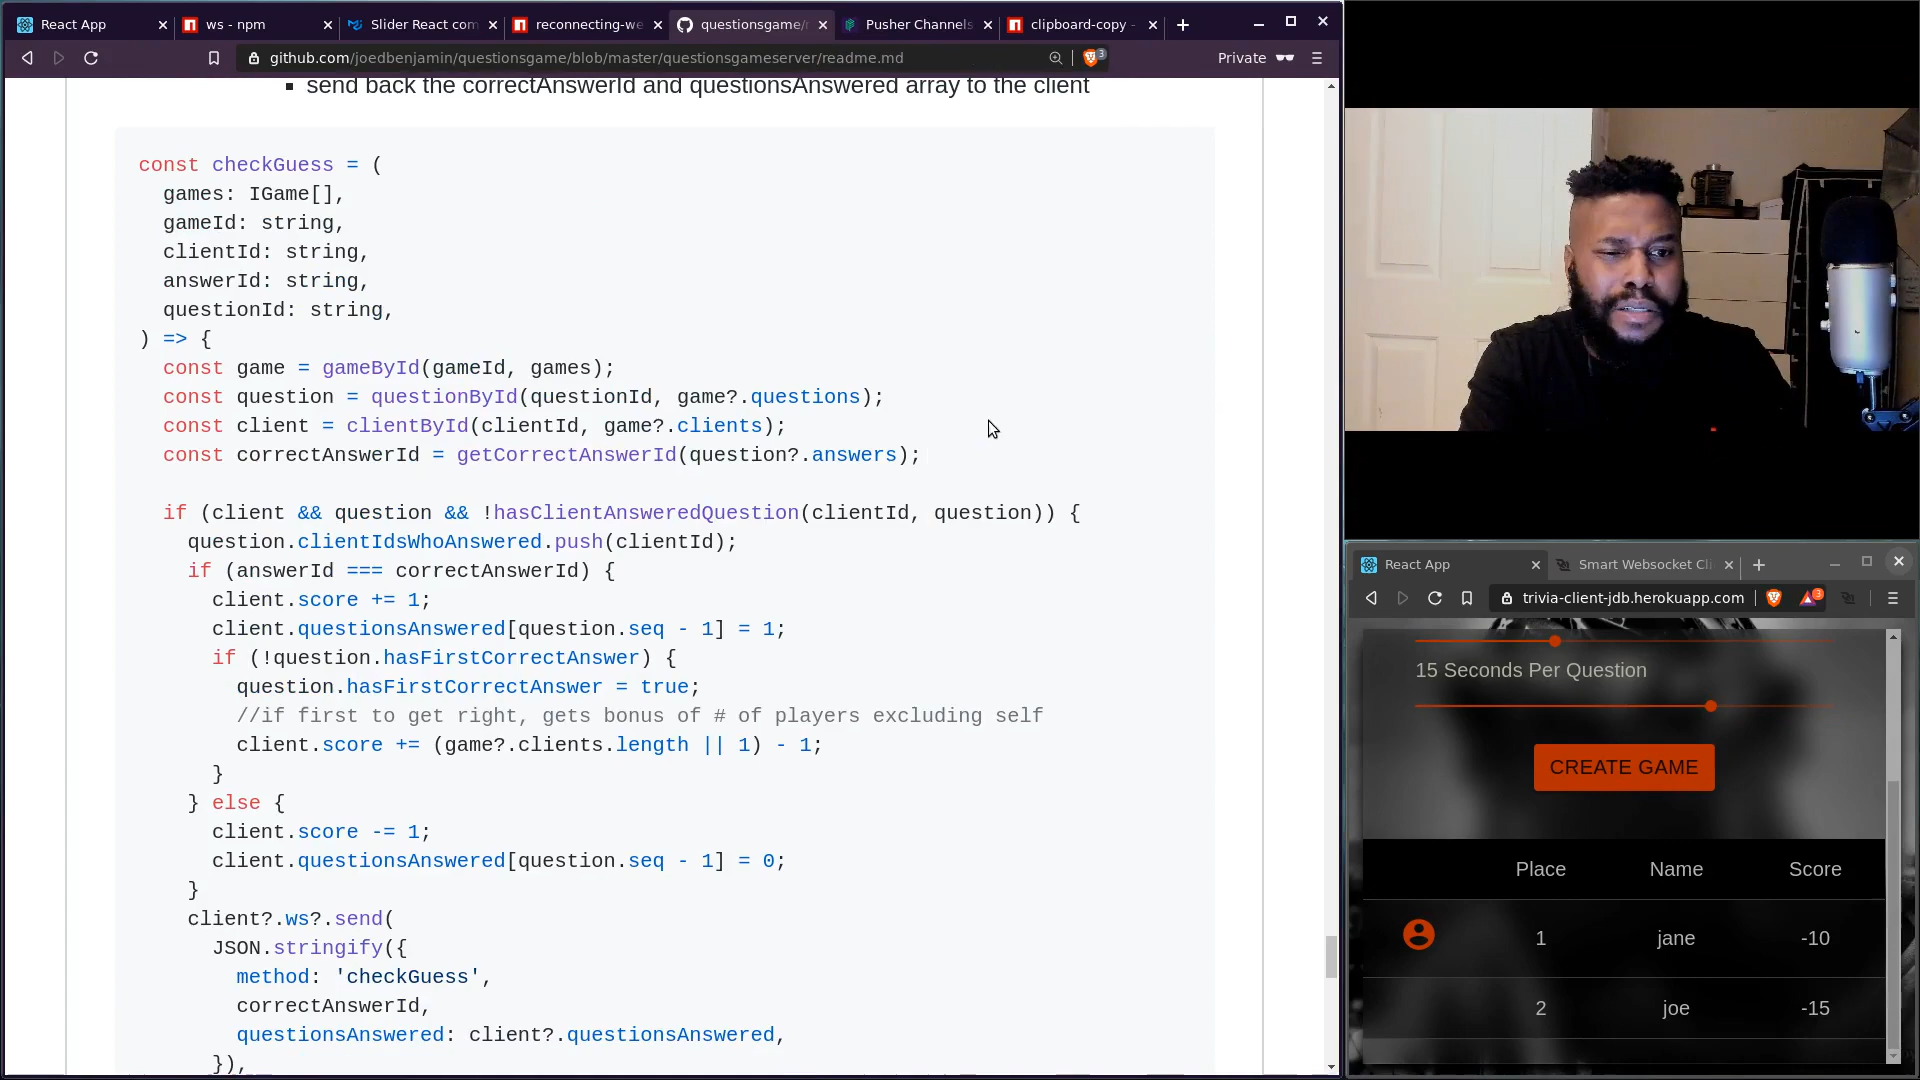 React App
ws - npm
Slider React com
reconnecting-we
questionsgame/r
Pusher Channels
clipboard-copy -
github.com/joedbenjamin/questionsgame/blob/master/questionsgameserver/readme.md
3
Private
send back the correctAnswerId and questionsAnswered array to the client
const checkGuess = (
games: IGame[],
gameId: string,
clientId: string,
answerId: string,
questionId: string,
) => {
const game = gameById(gameId, games);
const question = questionById(questionId, game?.questions);
const client = clientById(clientId, game?.clients);
const correctAnswerId = getCorrectAnswerId(question?.answers);
if (client && question && !hasClientAnsweredQuestion(clientId, question)) {
question.clientIdsWhoAnswered.push(clientId);
if (answerId === correctAnswerId) {
client.score += 1;
client.questionsAnswered[question.seq - 1] = 1;
if (!question.hasFirstCorrectAnswer) {
question.hasFirstCorrectAnswer = true;
//if first to get right, gets bonus of # of players excluding self
client.score += (game?.clients.length || 1) - 1;
}
} else {
client.score -= 1;
client.questionsAnswered[question.seq - 1] = 0;
}
client?.ws?.send(
JSON.stringify({
method: 'checkGuess',
correctAnswerId,
questionsAnswered: client?.questionsAnswered,
}),
React App
Smart Websocket Cli
trivia-client-jdb.herokuapp.com
3
15 Seconds Per Question
CREATE GAME
Place Name Score
1 jane -10
2 joe -15